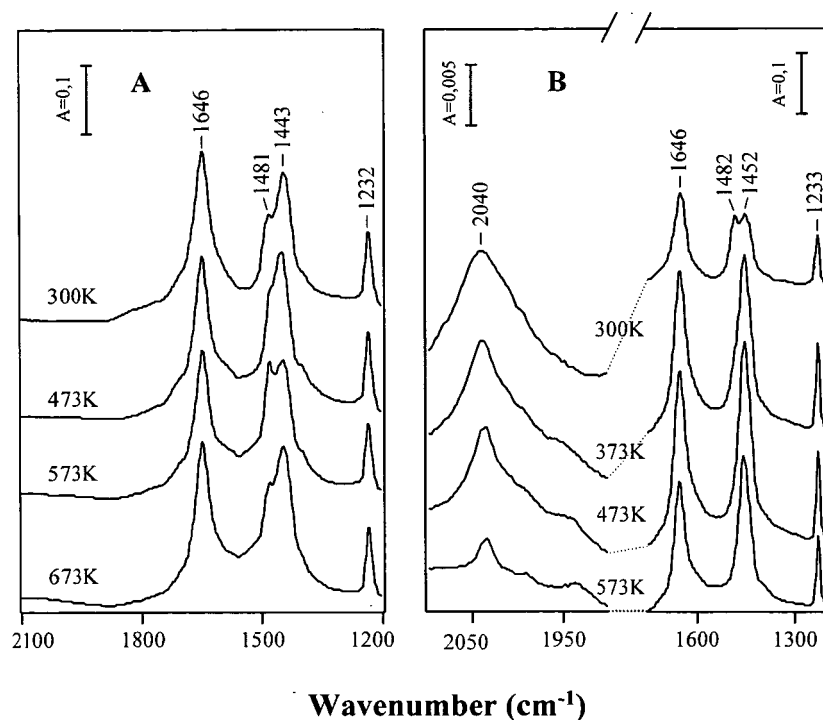 A
B
A=0,1
A=0,005
A=0,1
1646
1481
1443
1232
2040
1646
1482
1452
1233
300K
473K
573K
673K
300K
373K
473K
573K
2100
1800
1500
1200
2050
1950
1600
1300
Wavenumber (cm⁻¹)